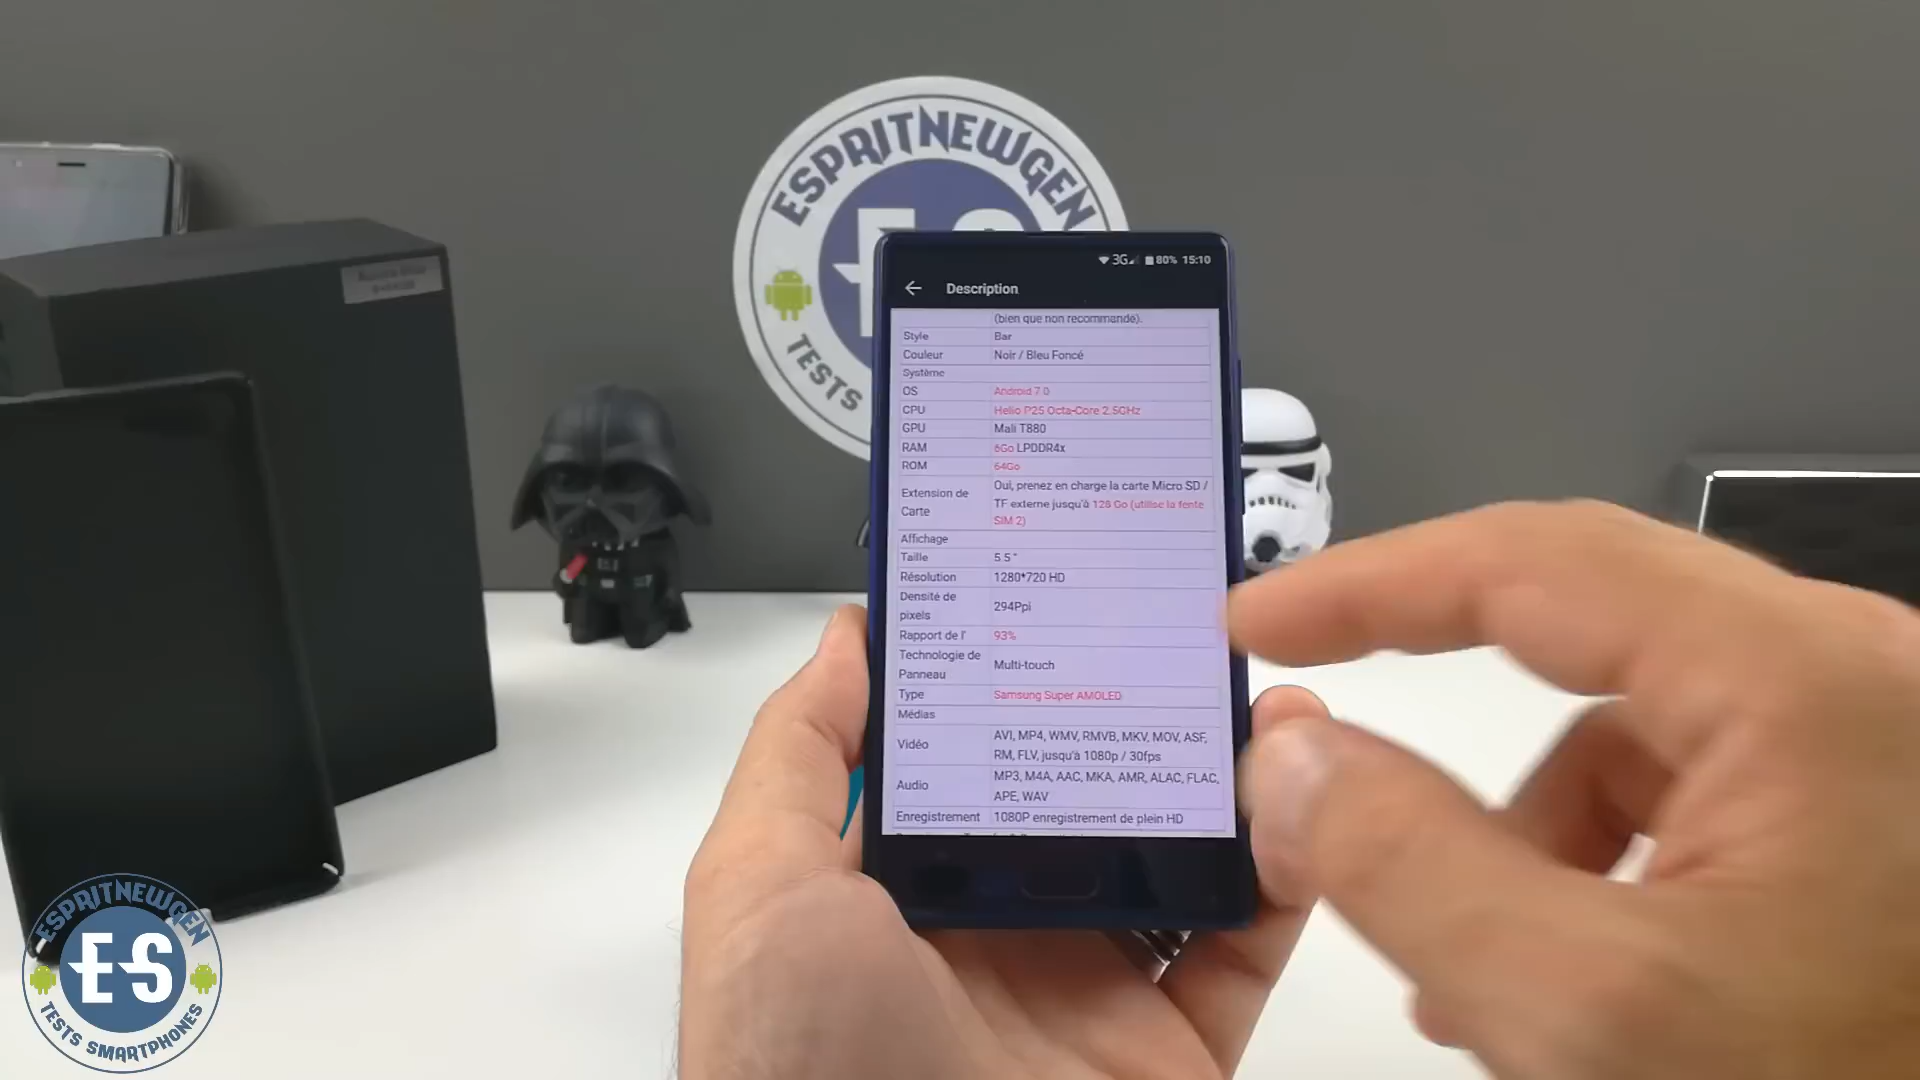 ESPRITNEWGEN
ES
TESTS
3G 80% 15:10
Description
(bien que non recommandé).
Style Bar
Couleur Noir / Bleu Foncé
Système
OS Android 7.0
CPU Helio P25 Octa-Core 2.5GHz
GPU Mali T880
RAM 6Go LPDDR4x
ROM 64Go
Extension de Carte Oui, prenez en charge la carte Micro SD /
TF externe jusqu'à 128 Go (utilise la fente
SIM 2)
Affichage
Taille 5.5"
Résolution 1280*720 HD
Densité de
pixels 294Ppi
Rapport de l' 93%
Technologie de
Panneau Multi-touch
Type Samsung Super AMOLED
Médias
Vidéo AVI, MP4, WMV, RMVB, MKV, MOV, ASF,
RM, FLV, jusqu'à 1080p / 30fps
Audio MP3, M4A, AAC, MKA, AMR, ALAC, FLAC,
APE, WAV
Enregistrement 1080P enregistrement de plein HD
ESPRITNEWGEN
ES
TESTS SMARTPHONES